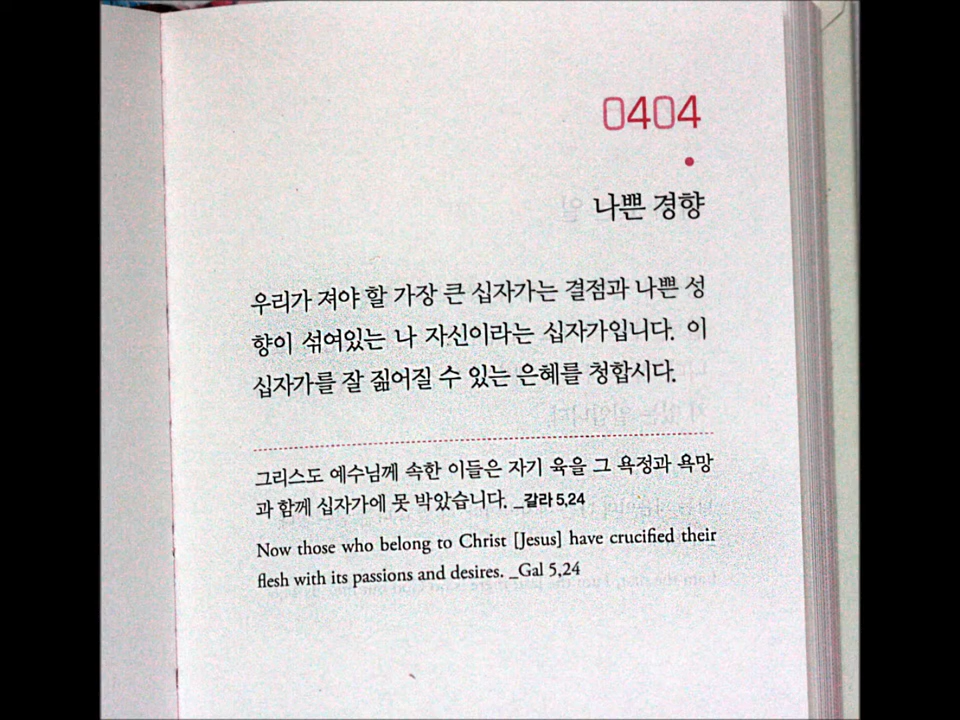 0404
나쁜 경향
우리가 져야 할 가장 큰 십자가는 결점과 나쁜 성
향이 섞여있는 나 자신이라는 십자가입니다. 이
십자가를 잘 짊어질 수 있는 은혜를 청합시다.
그리스도 예수님께 속한 이들은 자기 육을 그 욕정과 욕망
과 함께 십자가에 못 박았습니다. _갈라 5,24
Now those who belong to Christ [Jesus] have crucified their
flesh with its passions and desires. _Gal 5,24